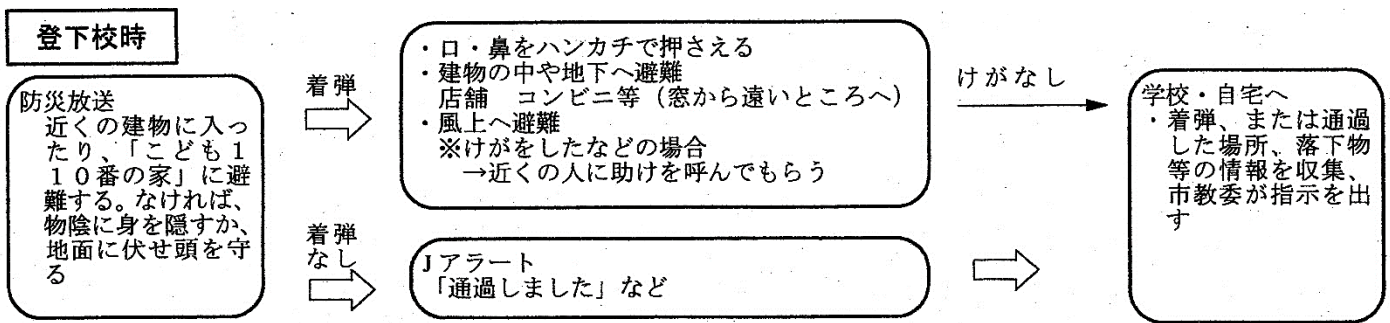 登下校時
防災放送
近くの建物に入っ
たり、「こども1
10番の家」に避
難する。なければ、
物陰に身を隠すか、
地面に伏せ頭を守
る
着弾
・口・鼻をハンカチで押さえる
・建物の中や地下へ避難
店舗 コンビニ等(窓から遠いところへ)
・風上へ避難
※けがをしたなどの場合
→近くの人に助けを呼んでもらう
けがなし
着弾
なし
Jアラート
「通過しました」など
学校・自宅へ
・着弾、または通過
した場所、落下物
等の情報を収集、
市教委が指示を出
す